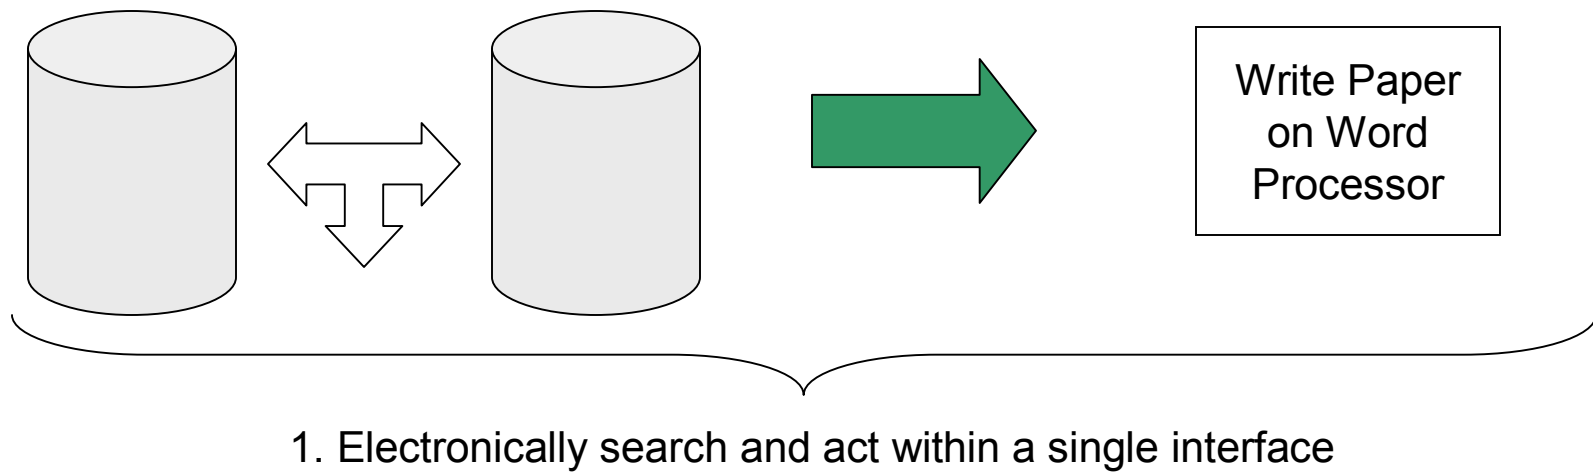 Write Paper
on Word
Processor
1. Electronically search and act within a single interface